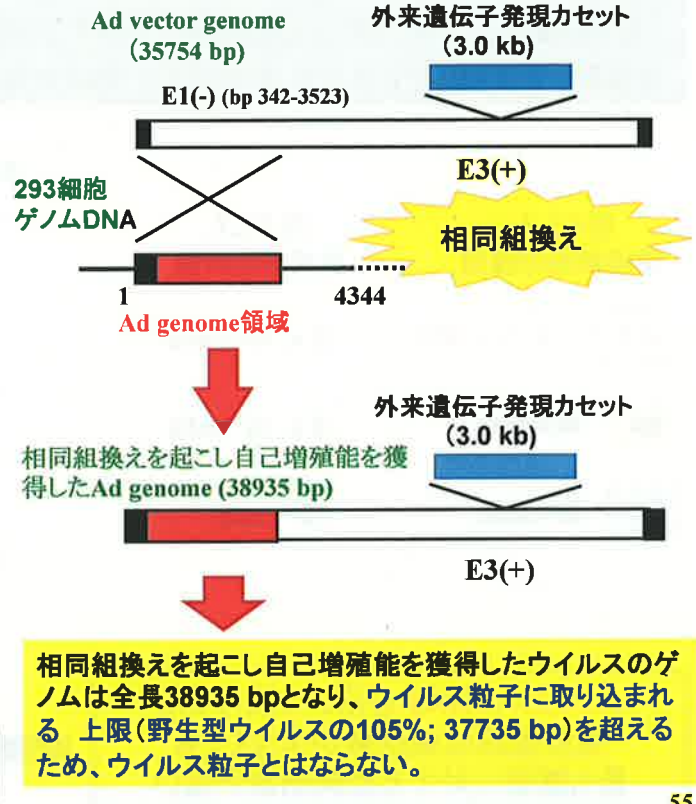 Ad vector genome
(35754 bp)
外来遺伝子発現カセット
(3.0 kb)
E1(-) (bp 342-3523)
E3(+)
293細胞
ゲノムDNA
相同組換え
1
4344
Ad genome領域
外来遺伝子発現カセット
(3.0 kb)
相同組換えを起こし自己増殖能を獲
得したAd genome (38935 bp)
E3(+)
相同組換えを起こし自己増殖能を獲得したウイルスのゲ
ノムは全長38935 bpとなり、ウイルス粒子に取り込まれ
る 上限(野生型ウイルスの105%; 37735 bp)を超える
ため、ウイルス粒子とはならない。
55